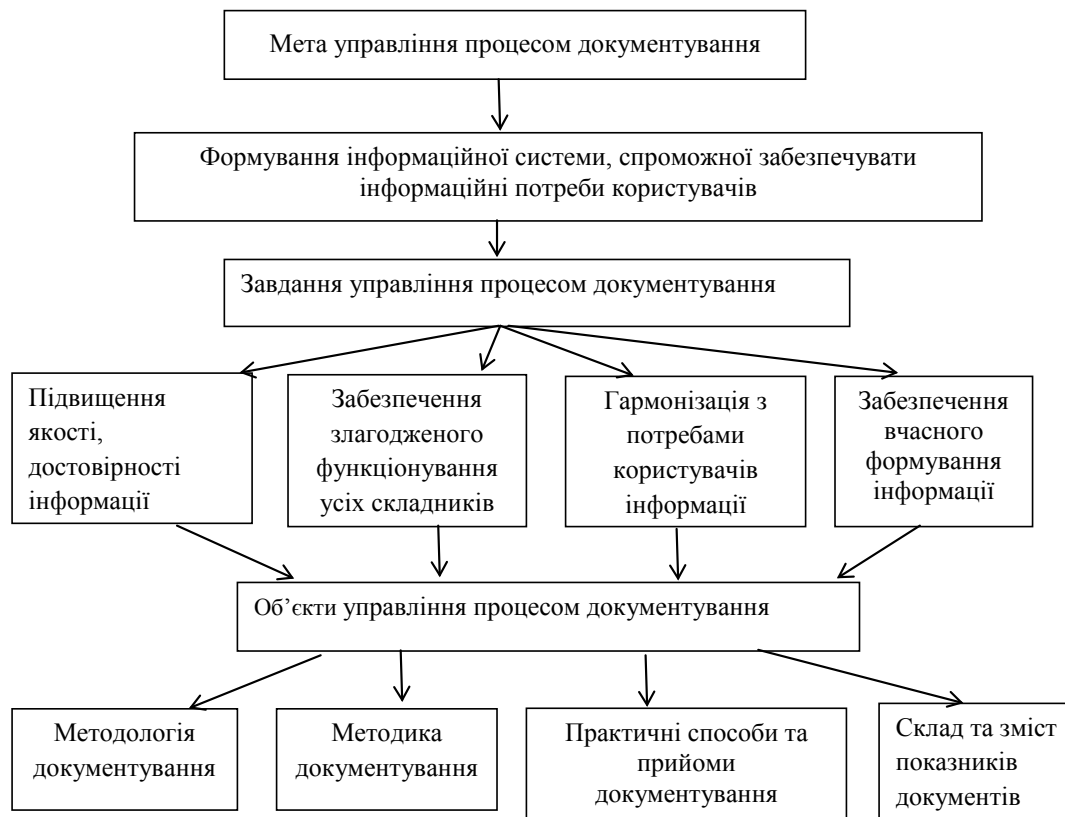 Мета управління процесом документування
Формування інформаційної системи, спроможної забезпечувати
інформаційні потреби користувачів
Завдання управління процесом документування
Підвищення
якості,
достовірності
інформації
Забезпечення
злагодженого
функціонування
усіх складників
Гармонізація з
потребами
користувачів
інформації
Забезпечення
вчасного
формування
інформації
Об’єкти управління процесом документування
Методологія
документування
Методика
документування
Практичні способи та
прийоми
документування
Склад та зміст
показників
документів